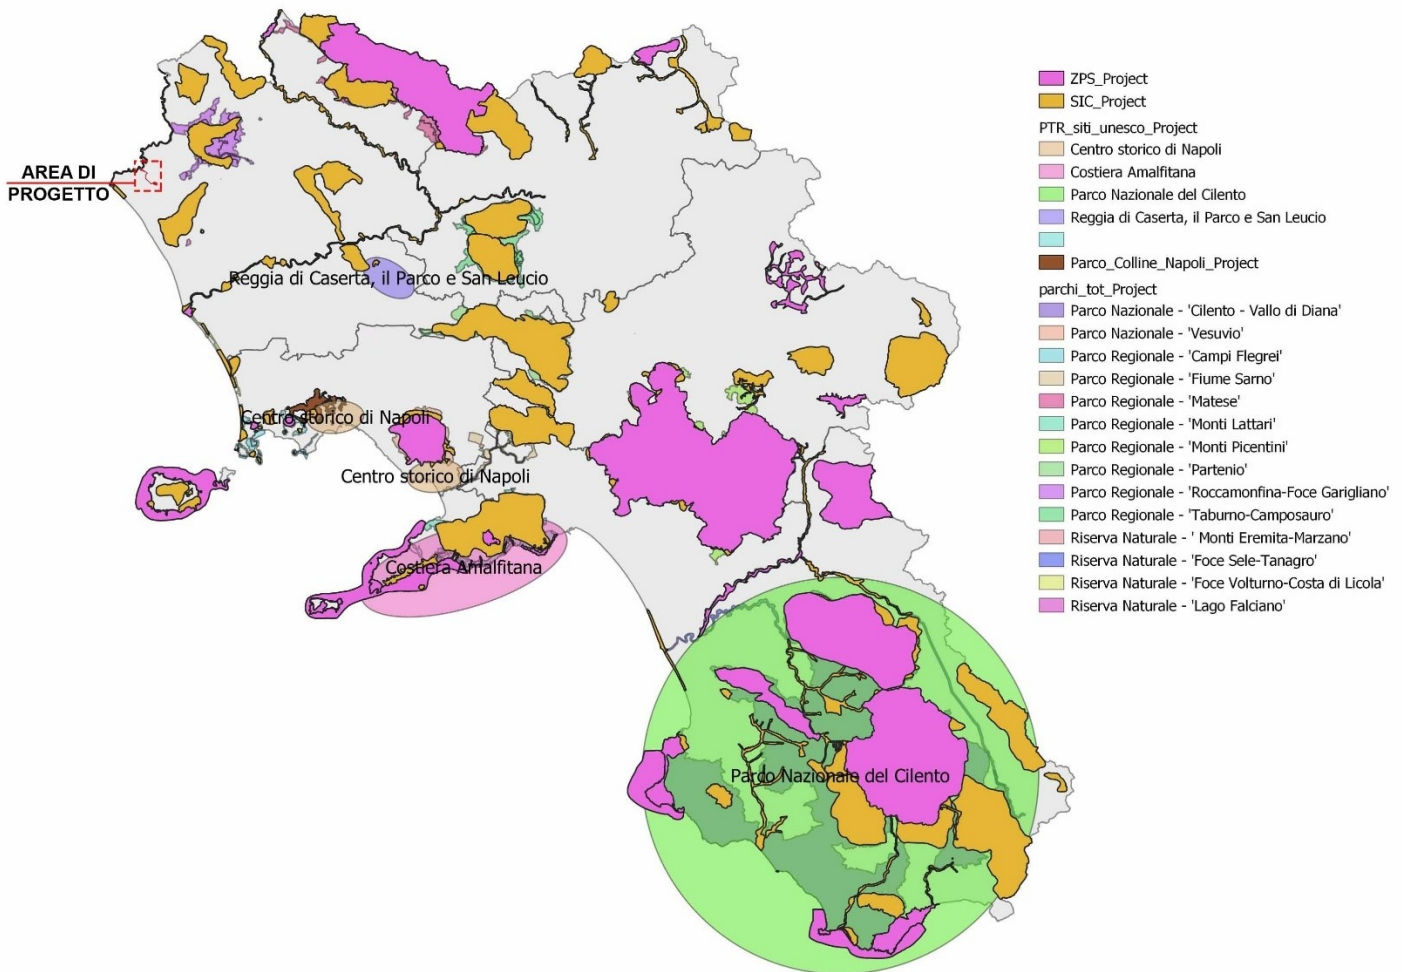 AREA DI
PROGETTO
Reggia di Caserta, il Parco e San Leucio
Centro storico di Napoli
Centro storico di Napoli
Costiera Amalfitana
Parco Nazionale del Cilento
ZPS_Project
SIC_Project
PTR_siti_unesco_Project
Centro storico di Napoli
Costiera Amalfitana
Parco Nazionale del Cilento
Reggia di Caserta, il Parco e San Leucio
Parco_Colline_Napoli_Project
parchi_tot_Project
Parco Nazionale - 'Cilento - Vallo di Diana'
Parco Nazionale - 'Vesuvio'
Parco Regionale - 'Campi Flegrei'
Parco Regionale - 'Fiume Sarno'
Parco Regionale - 'Matese'
Parco Regionale - 'Monti Lattari'
Parco Regionale - 'Monti Picentini'
Parco Regionale - 'Partenio'
Parco Regionale - 'Roccamonfina-Foce Garigliano'
Parco Regionale - 'Taburno-Camposauro'
Riserva Naturale - ' Monti Eremita-Marzano'
Riserva Naturale - 'Foce Sele-Tanagro'
Riserva Naturale - 'Foce Volturno-Costa di Licola'
Riserva Naturale - 'Lago Falciano'